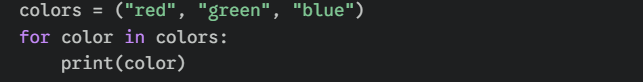 colors = ("red", "green", "blue")
for color in colors:
    print(color)